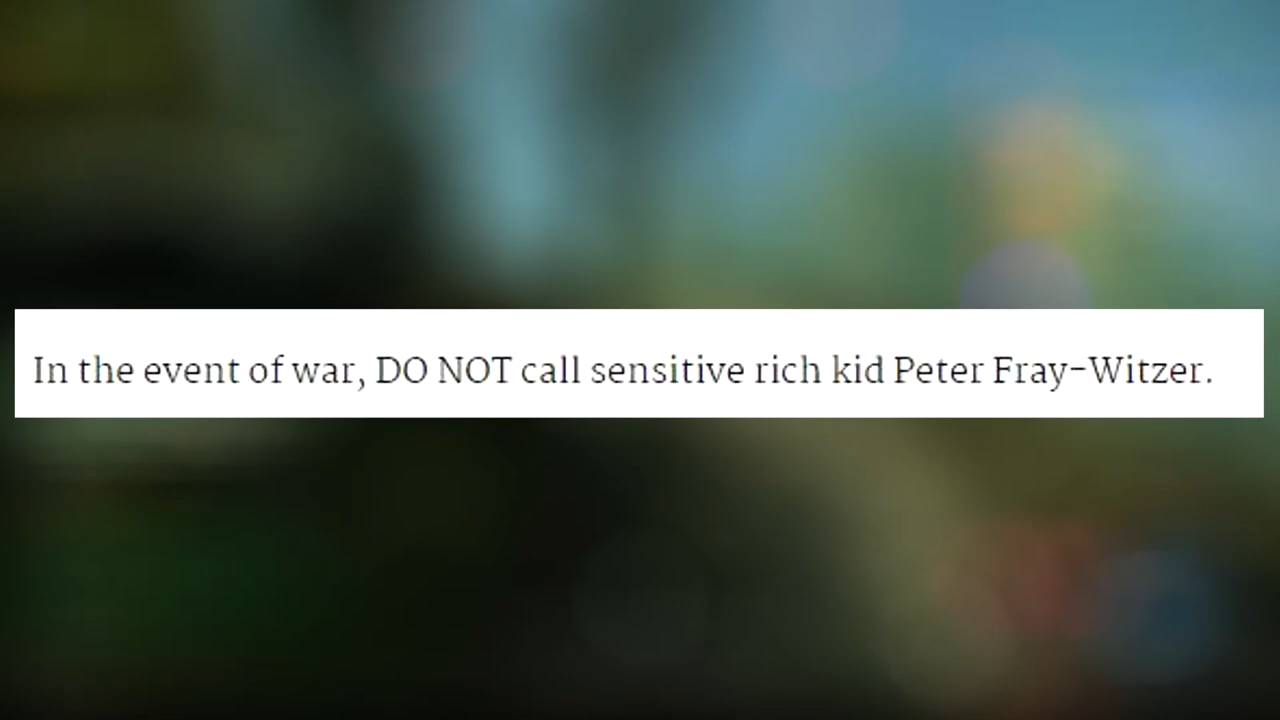 In the event of war, DO NOT call sensitive rich kid Peter Fray-Witzer.